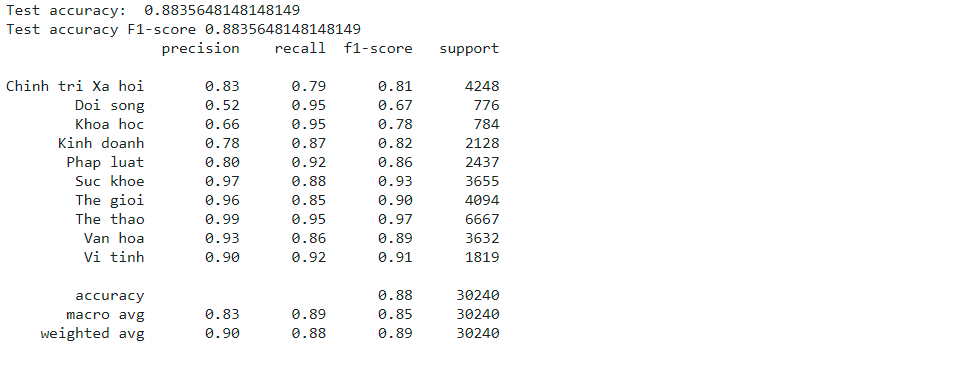 Test accuracy:  0.8835648148148149
Test accuracy F1-score 0.8835648148148149
precision recall f1-score support
Chinh tri Xa hoi 0.83 0.79 0.81 4248
Doi song 0.52 0.95 0.67 776
Khoa hoc 0.66 0.95 0.78 784
Kinh doanh 0.78 0.87 0.82 2128
Phap luat 0.80 0.92 0.86 2437
Suc khoe 0.97 0.88 0.93 3655
The gioi 0.96 0.85 0.90 4094
The thao 0.99 0.95 0.97 6667
Van hoa 0.93 0.86 0.89 3632
Vi tinh 0.90 0.92 0.91 1819
accuracy 0.88 30240
macro avg 0.83 0.89 0.85 30240
weighted avg 0.90 0.88 0.89 30240